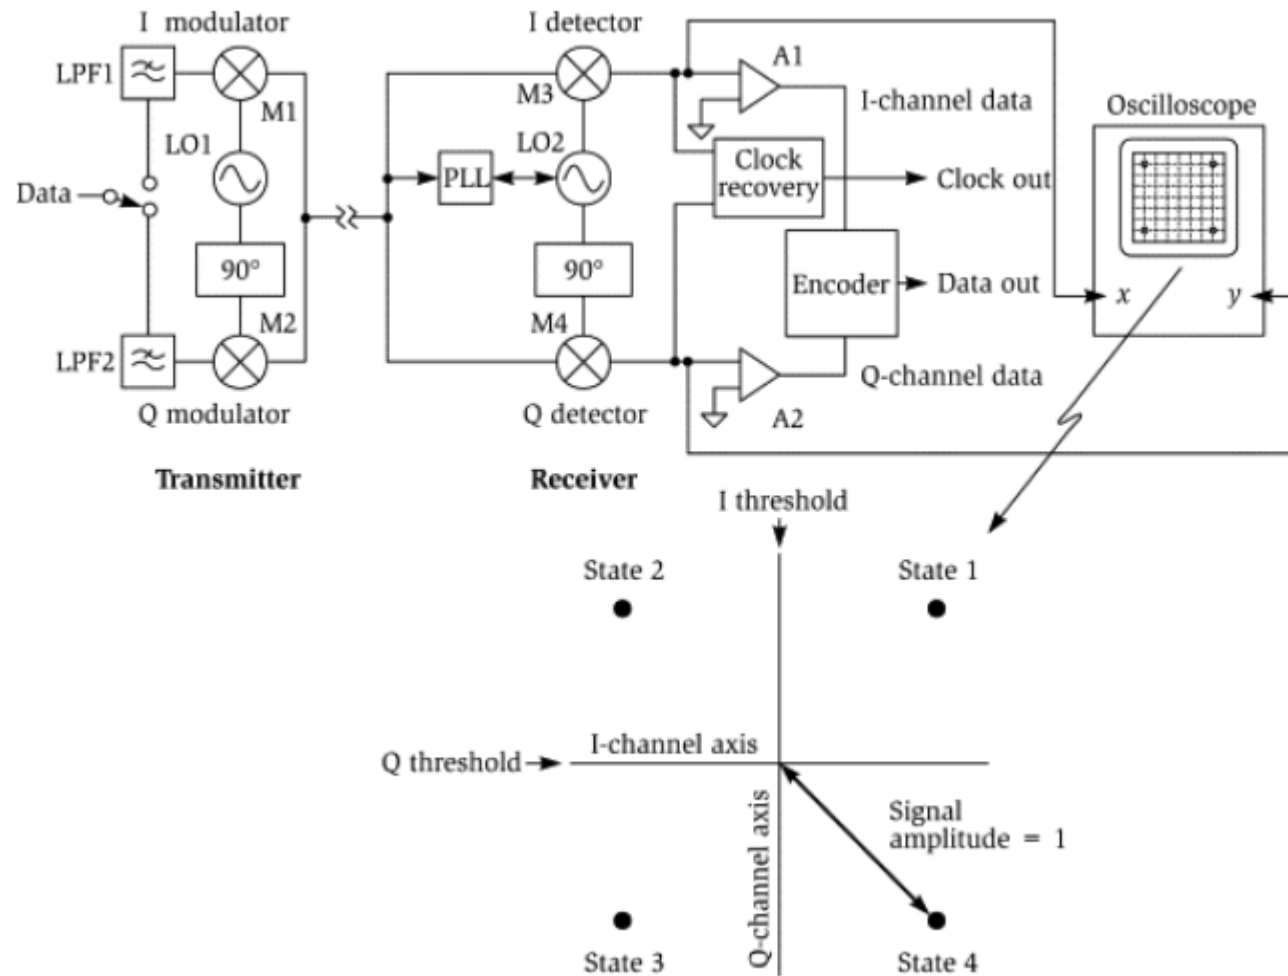 I modulator
I detector
LPF1
M1
M3
A1
I-channel data
Oscilloscope
LO1
LO2
Data
PLL
Clock
recovery
Clock out
90°
90°
Encoder
Data out
x
y
M2
M4
LPF2
Q-channel data
Q modulator
Q detector
A2
Transmitter
Receiver
I threshold
State 2
State 1
I-channel axis
Q threshold
Q-channel axis
Signal
amplitude = 1
State 3
State 4